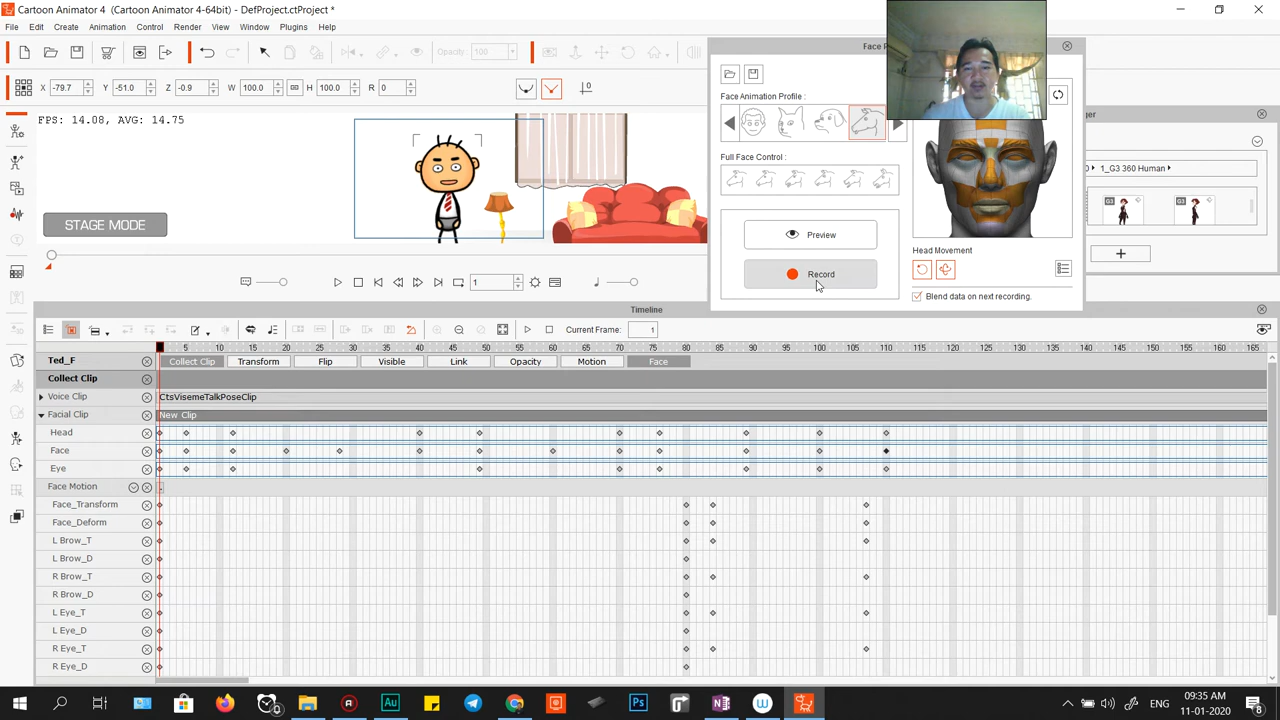 Cartoon Animator 4 (Cartoon Animator 4-64bit) - DefProject.ctProject *
File Edit Create Animation Control Render View Window Plugins Help
Opacity : 100
X -79.7 Y -51.0 Z -0.9 W 100.0 H 100.0 R 0
FPS: 14.08, AVG: 14.75
STAGE MODE
1
Face Animation Profile :
Full Face Control :
Preview
Record
Head Movement
Blend data on next recording.
1_G3 360 Human
G3 G3
Timeline
Current Frame: 1
5 10 15 20 25 30 35 40 45 50 55 60 65 70 75 80 85 90 95 100 105 110 115 120 125 130 135 140 145 150 155 160 165
Ted_F Collect Clip Transform Flip Visible Link Opacity Motion Face
Collect Clip
Voice Clip CtsVisemeTalkPoseClip
Facial Clip New Clip
Head
Face
Eye
Face Motion
Face_Transform
Face_Deform
L Brow_T
L Brow_D
R Brow_T
R Brow_D
L Eye_T
L Eye_D
R Eye_T
R Eye_D
ENG
09:35 AM
11-01-2020
8